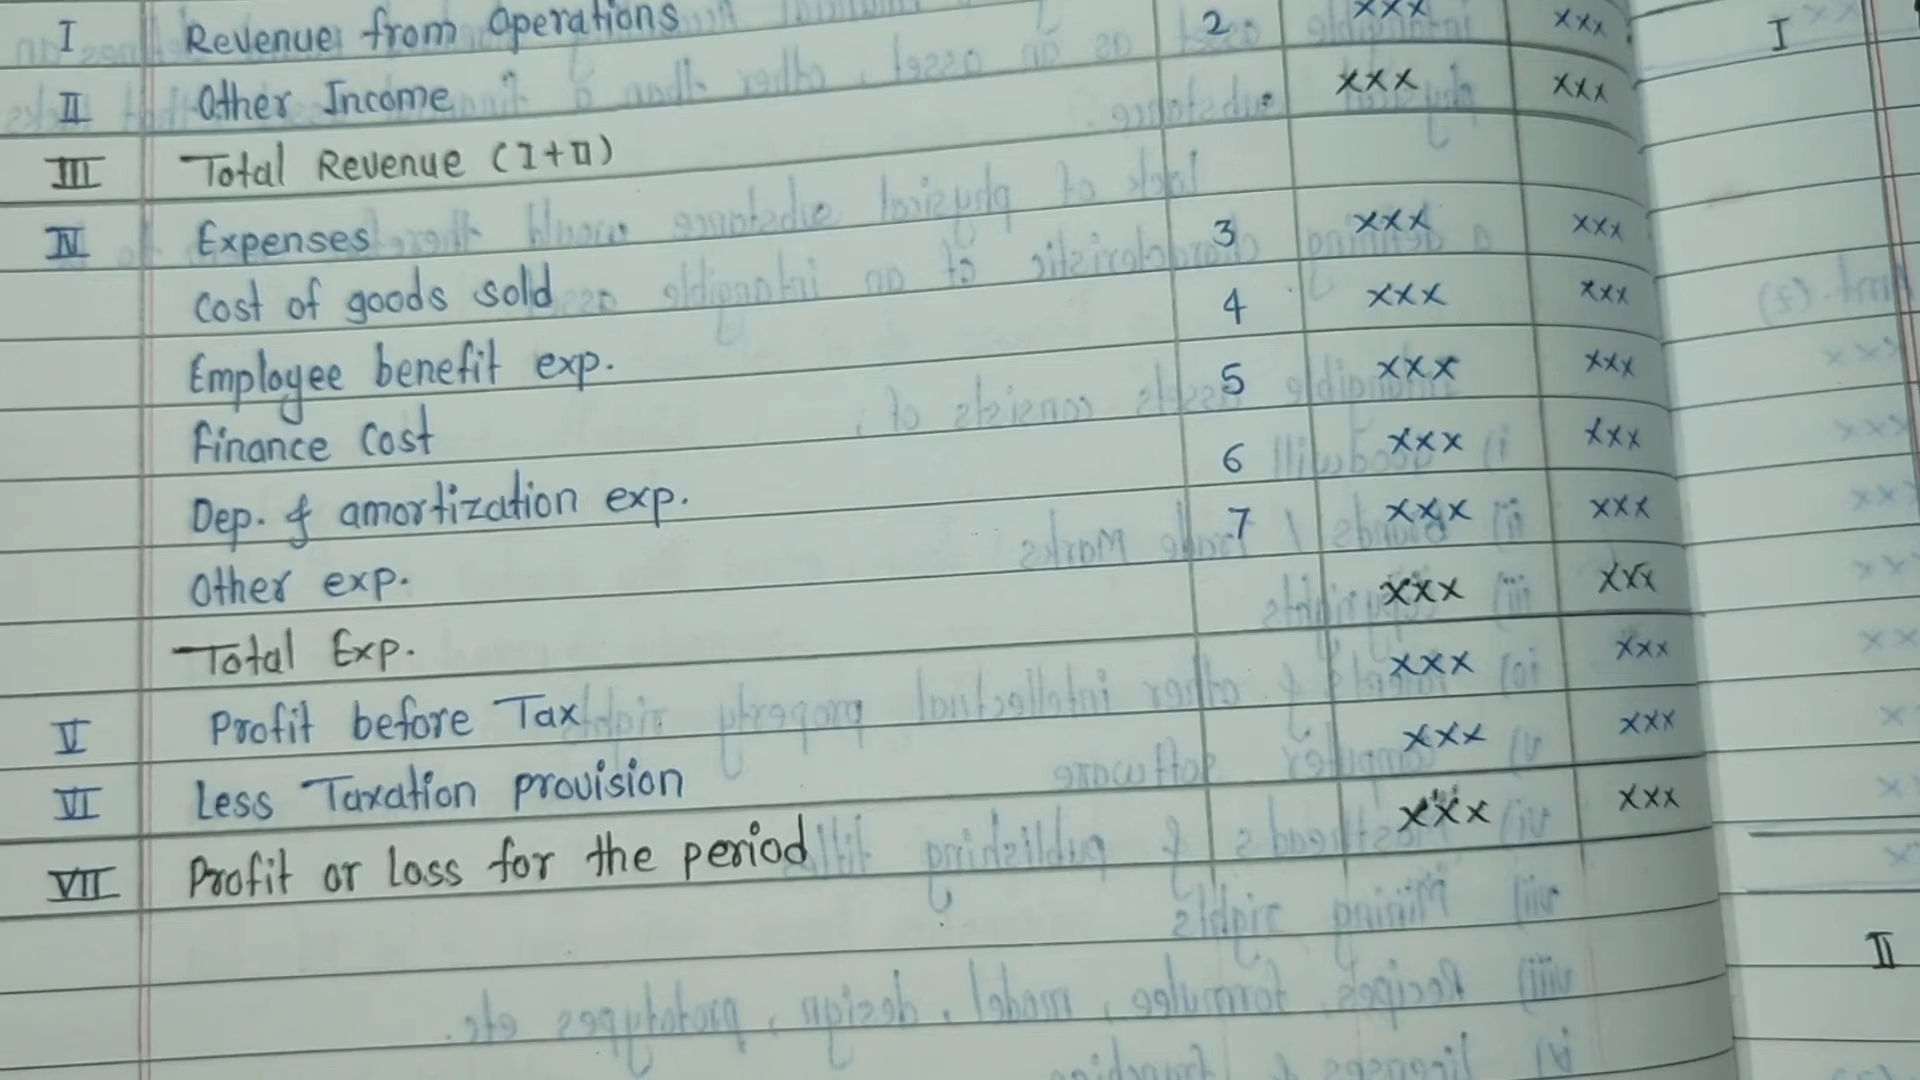 I Revenue from Operations
II Other Income 2 xxx xxx
III Total Revenue (I+II) xxx xxx
IV Expenses
Cost of goods sold 3 xxx xxx
Employee benefit exp. 4 xxx xxx
Finance Cost 5 xxx xxx
Dep. & amortization exp. 6 xxx xxx
Other exp. 7 xxx xxx
Total Exp. xxx xxx
V Profit before Tax xxx xxx
VI Less Taxation provision xxx xxx
VII Profit or loss for the period xxx xxx
I
II